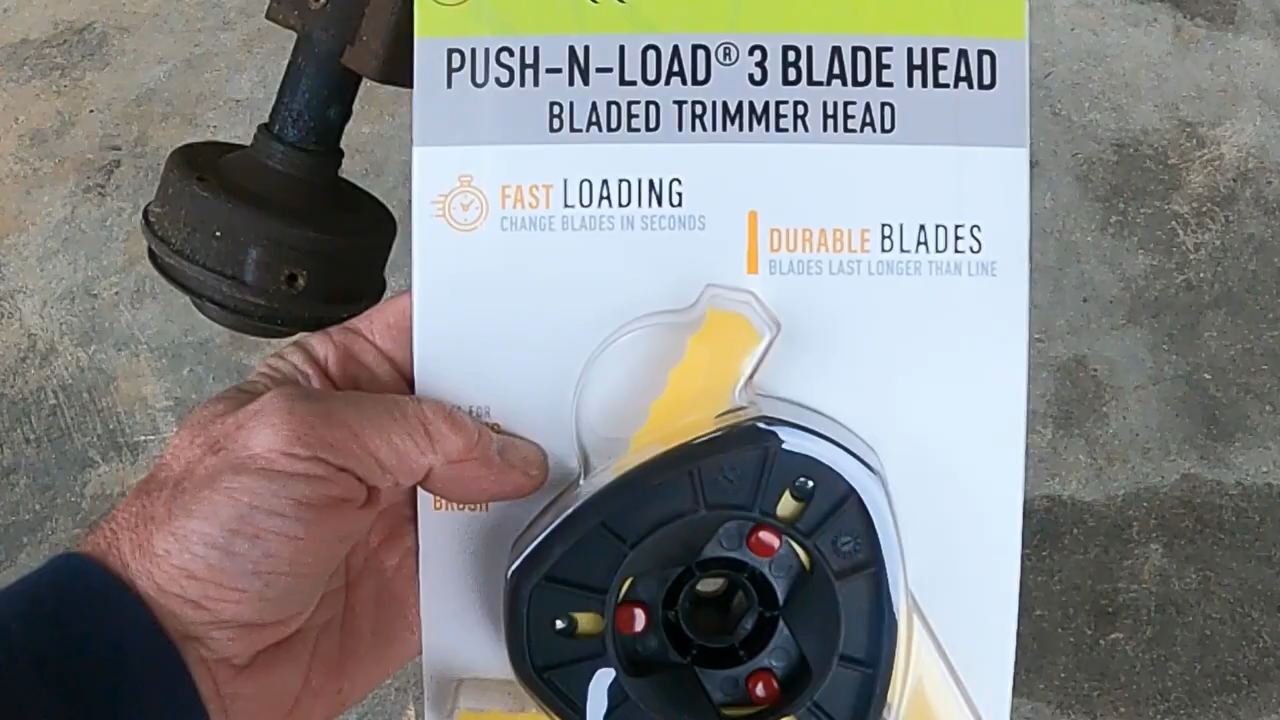 PUSH-N-LOAD® 3 BLADE HEAD
BLADED TRIMMER HEAD
FAST LOADING
CHANGE BLADES IN SECONDS
DURABLE BLADES
BLADES LAST LONGER THAN LINE
FOR
BRUSH